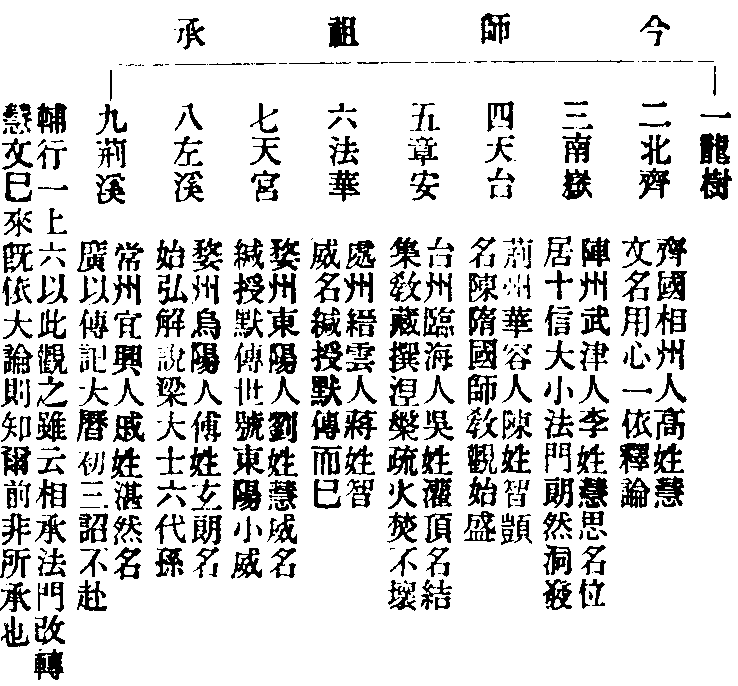 今師祖承
一龍樹
二北齊
齊國相州人高姓慧
文名用心一依釋論
三南嶽
陣州武津人李姓慧思名位
居十信大小法門朗然洞發
四天台
荊州華容人陳姓智顗
名陳隋國師教觀始盛
五章安
台州臨海人吳姓灌頂名結
集教藏撰涅槃疏火焚不壞
六法華
處州縉雲人蔣姓智
威名緘授默傳而已
七天宮
婺州東陽人劉姓慧威名
緘授默傳世號東陽小威
八左溪
婺州烏陽人傅姓玄朗名
始弘解說梁大士六代孫
九荊溪
常州宜興人戚姓湛然名
廣以傳記大曆初三詔不赴
輔行一上六以此觀之雖云相承法門改轉
慧文已來既依大論則知爾前非所承也